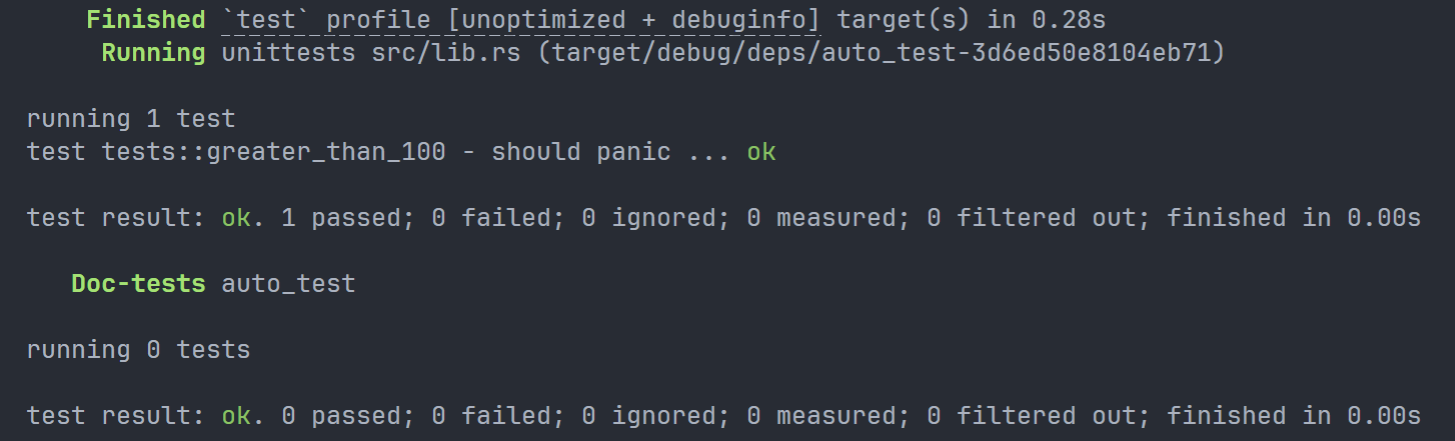 Finished `test` profile [unoptimized + debuginfo] target(s) in 0.28s
Running unittests src/lib.rs (target/debug/deps/auto_test-3d6ed50e8104eb71)
running 1 test
test tests::greater_than_100 - should panic ... ok
test result: ok. 1 passed; 0 failed; 0 ignored; 0 measured; 0 filtered out; finished in 0.00s
Doc-tests auto_test
running 0 tests
test result: ok. 0 passed; 0 failed; 0 ignored; 0 measured; 0 filtered out; finished in 0.00s